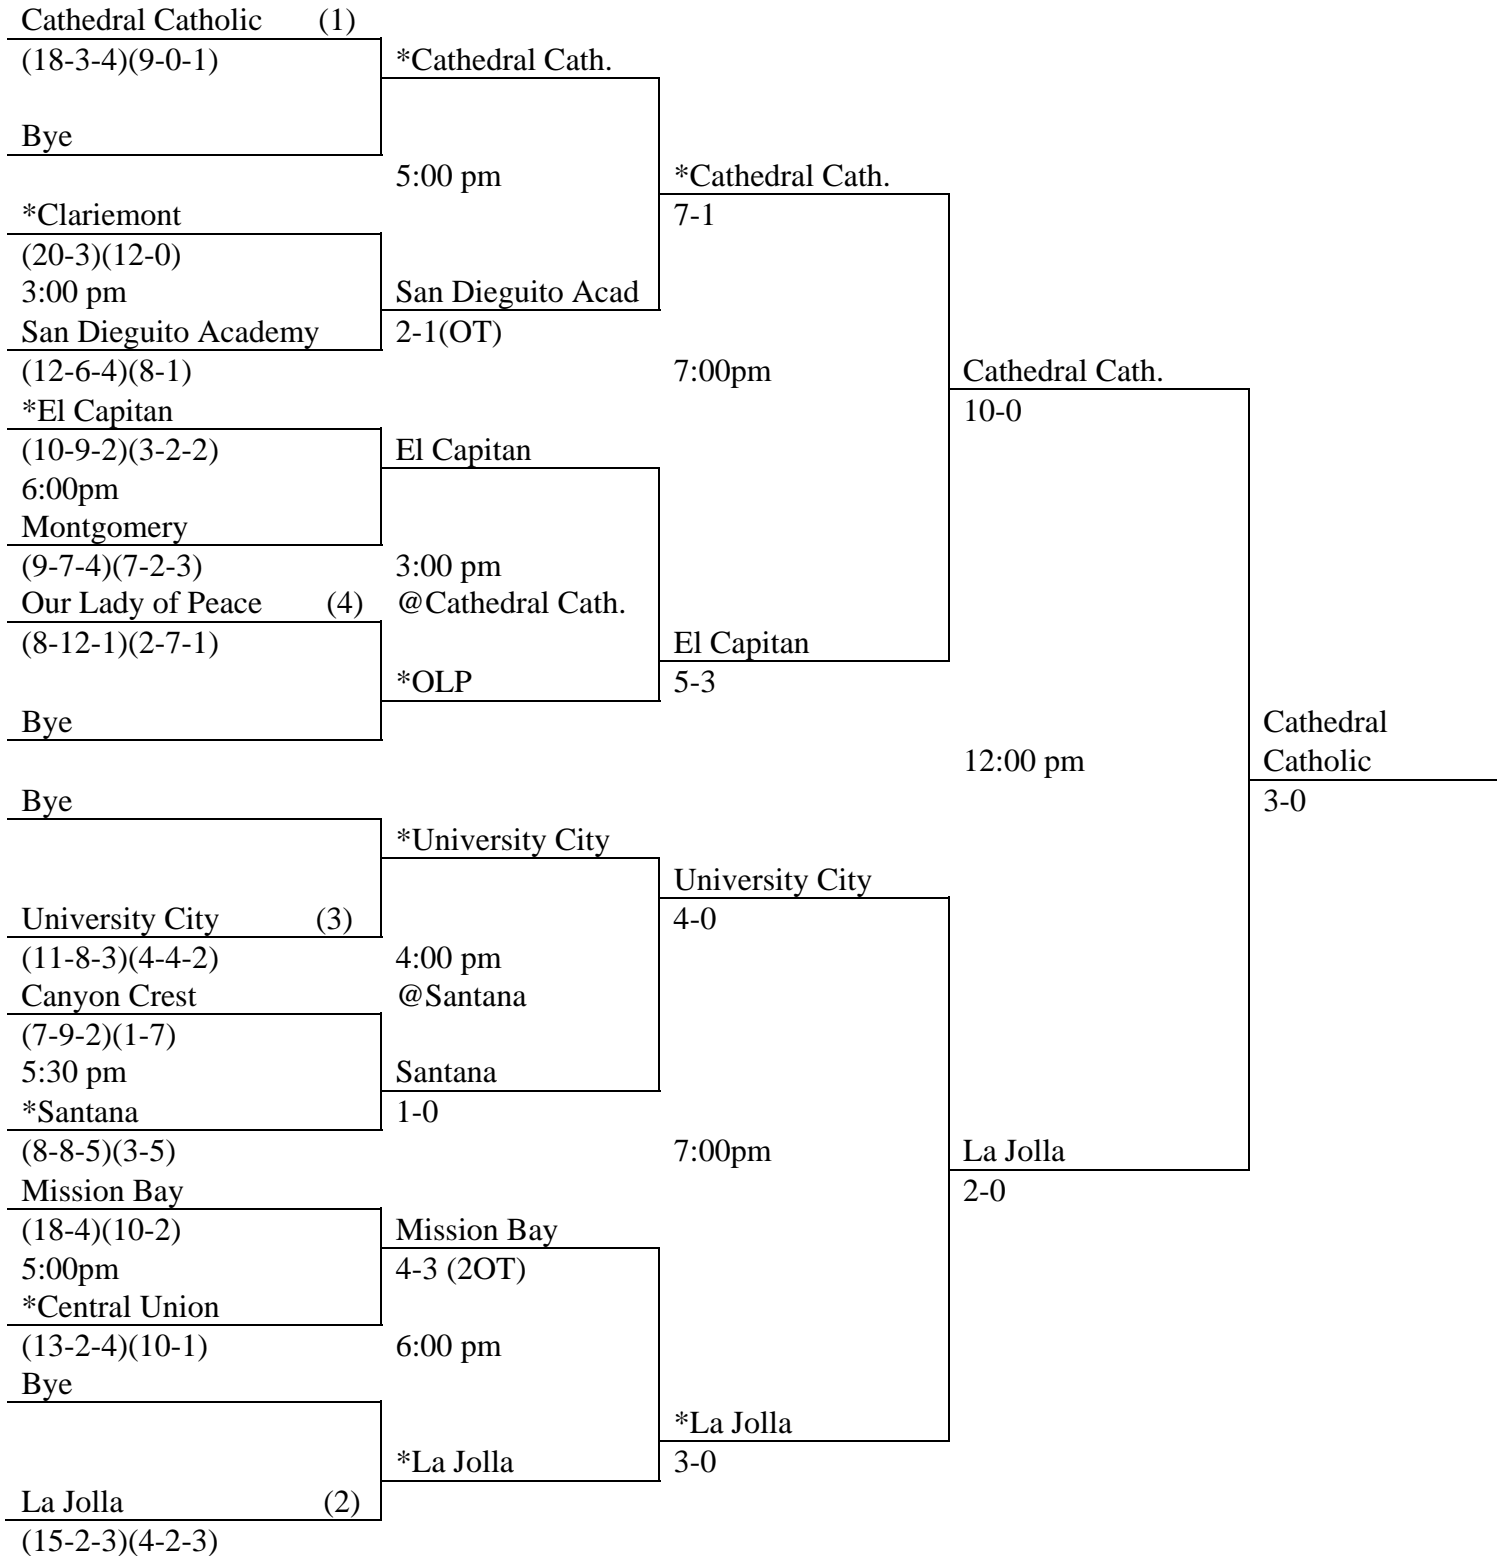 Cathedral Catholic (1)
(18-3-4)(9-0-1)
*Cathedral Cath.
Bye
5:00 pm
*Cathedral Cath.
*Clariemont
7-1
(20-3)(12-0)
3:00 pm
San Dieguito Acad
San Dieguito Academy
2-1(OT)
(12-6-4)(8-1)
7:00pm
Cathedral Cath.
*El Capitan
10-0
(10-9-2)(3-2-2)
El Capitan
6:00pm
Montgomery
(9-7-4)(7-2-3)
3:00 pm
Our Lady of Peace (4)
@Cathedral Cath.
(8-12-1)(2-7-1)
El Capitan
*OLP
5-3
Bye
Cathedral
12:00 pm
Catholic
Bye
3-0
*University City
University City
University City (3)
4-0
(11-8-3)(4-4-2)
4:00 pm
Canyon Crest
@Santana
(7-9-2)(1-7)
5:30 pm
Santana
*Santana
1-0
(8-8-5)(3-5)
7:00pm
La Jolla
Mission Bay
2-0
(18-4)(10-2)
Mission Bay
5:00pm
4-3 (2OT)
*Central Union
(13-2-4)(10-1)
6:00 pm
Bye
*La Jolla
*La Jolla
3-0
La Jolla (2)
(15-2-3)(4-2-3)